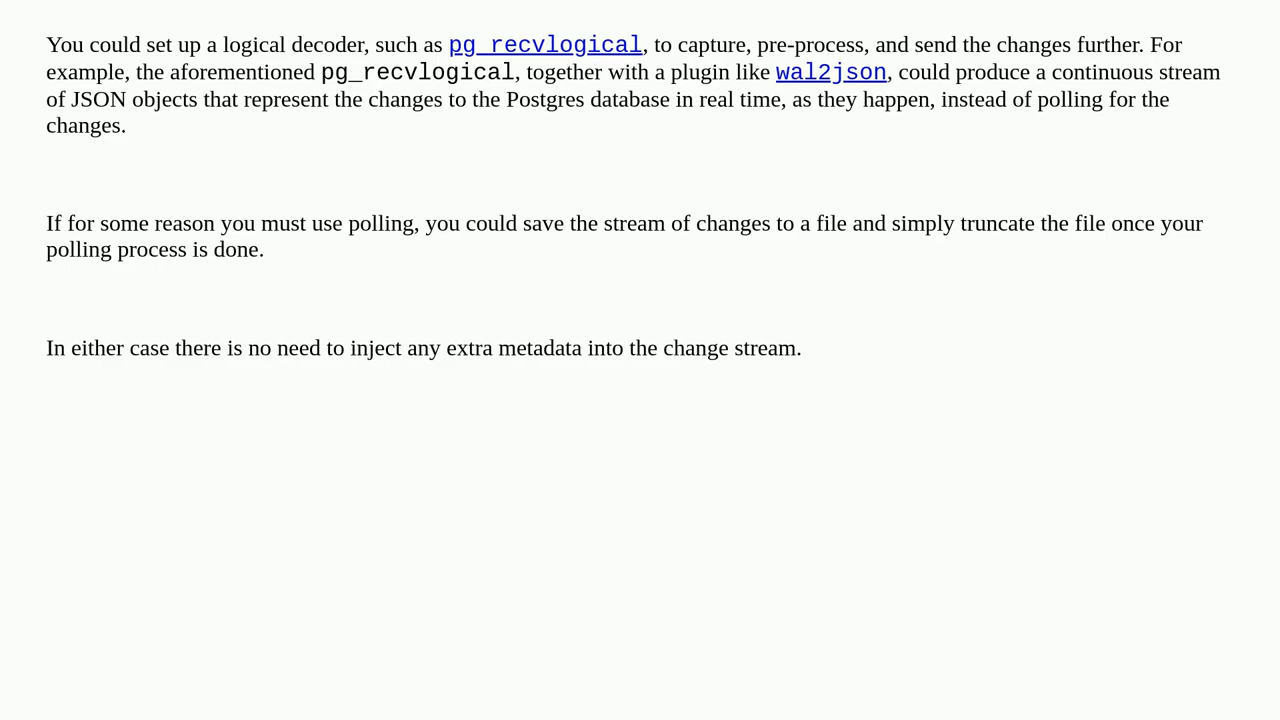 You could set up a logical decoder, such as pg_recvlogical, to capture, pre-process, and send the changes further. For
example, the aforementioned pg_recvlogical, together with a plugin like wal2json, could produce a continuous stream
of JSON objects that represent the changes to the Postgres database in real time, as they happen, instead of polling for the
changes.
If for some reason you must use polling, you could save the stream of changes to a file and simply truncate the file once your
polling process is done.
In either case there is no need to inject any extra metadata into the change stream.